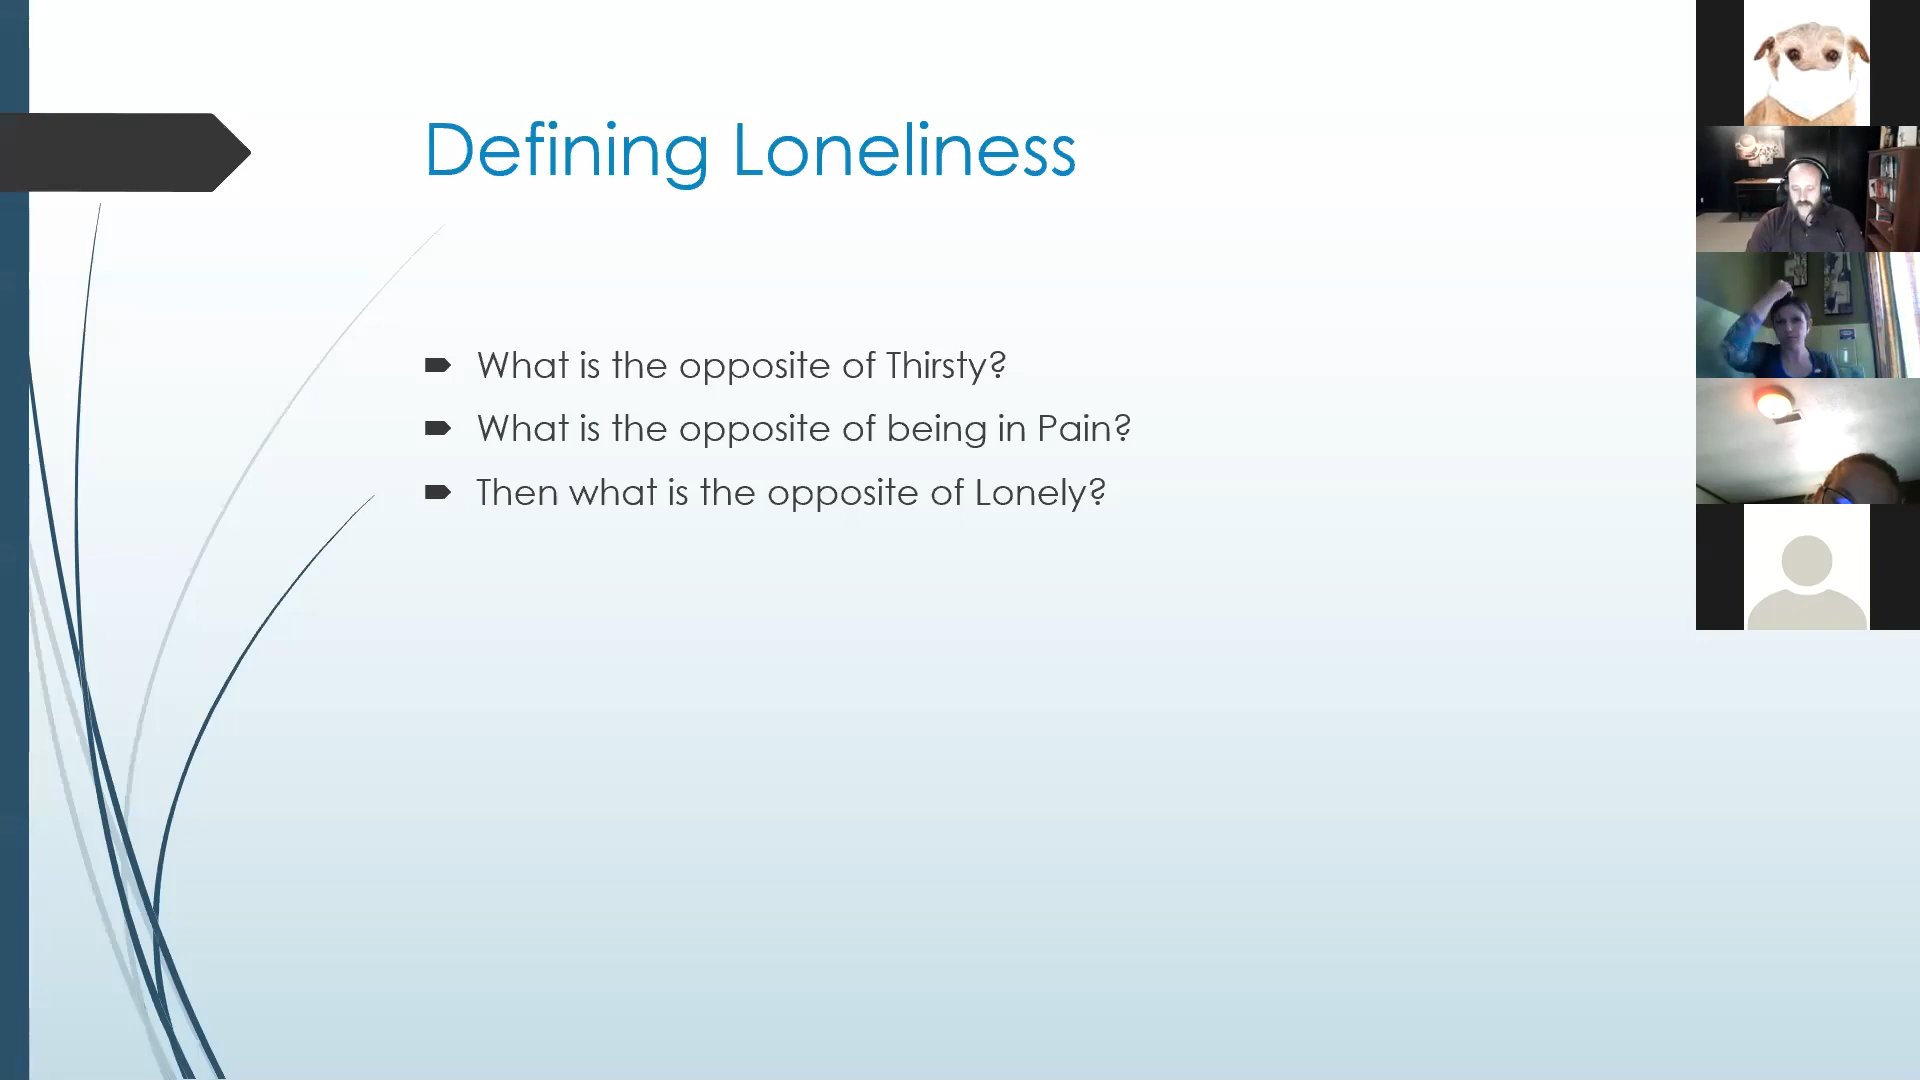 Defining Loneliness
What is the opposite of Thirsty?
What is the opposite of being in Pain?
Then what is the opposite of Lonely?